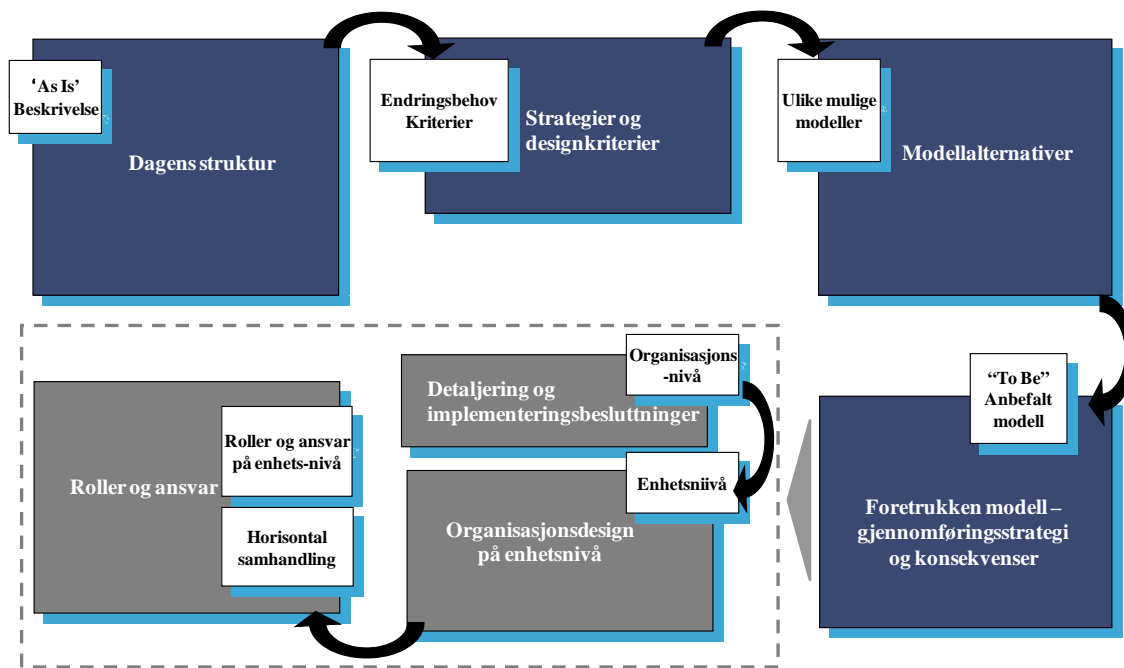 ‘As Is’
Beskrivelse
Dagens struktur
Endringsbehov
Kriterier
Strategier og
designkriterier
Ulike mulige
modeller
Modellalternativer
“To Be”
Anbefalt
modell
Foretrukken modell –
gjennomføringsstrategi
og konsekvenser
Organisasjons
-nivå
Detaljering og
implementeringsbesluttninger
Enhetsniivå
Organisasjonsdesign
på enhetsnivå
Roller og ansvar
på enhets-nivå
Roller og ansvar
Horisontal
samhandling